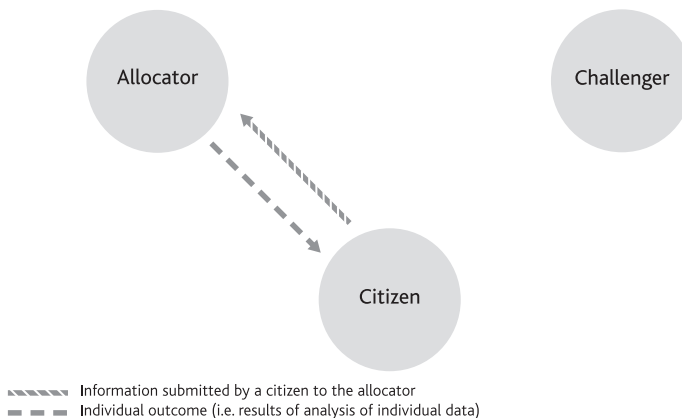 Allocator
Challenger
Citizen
Information submitted by a citizen to the allocator
Individual outcome (i.e. results of analysis of individual data)